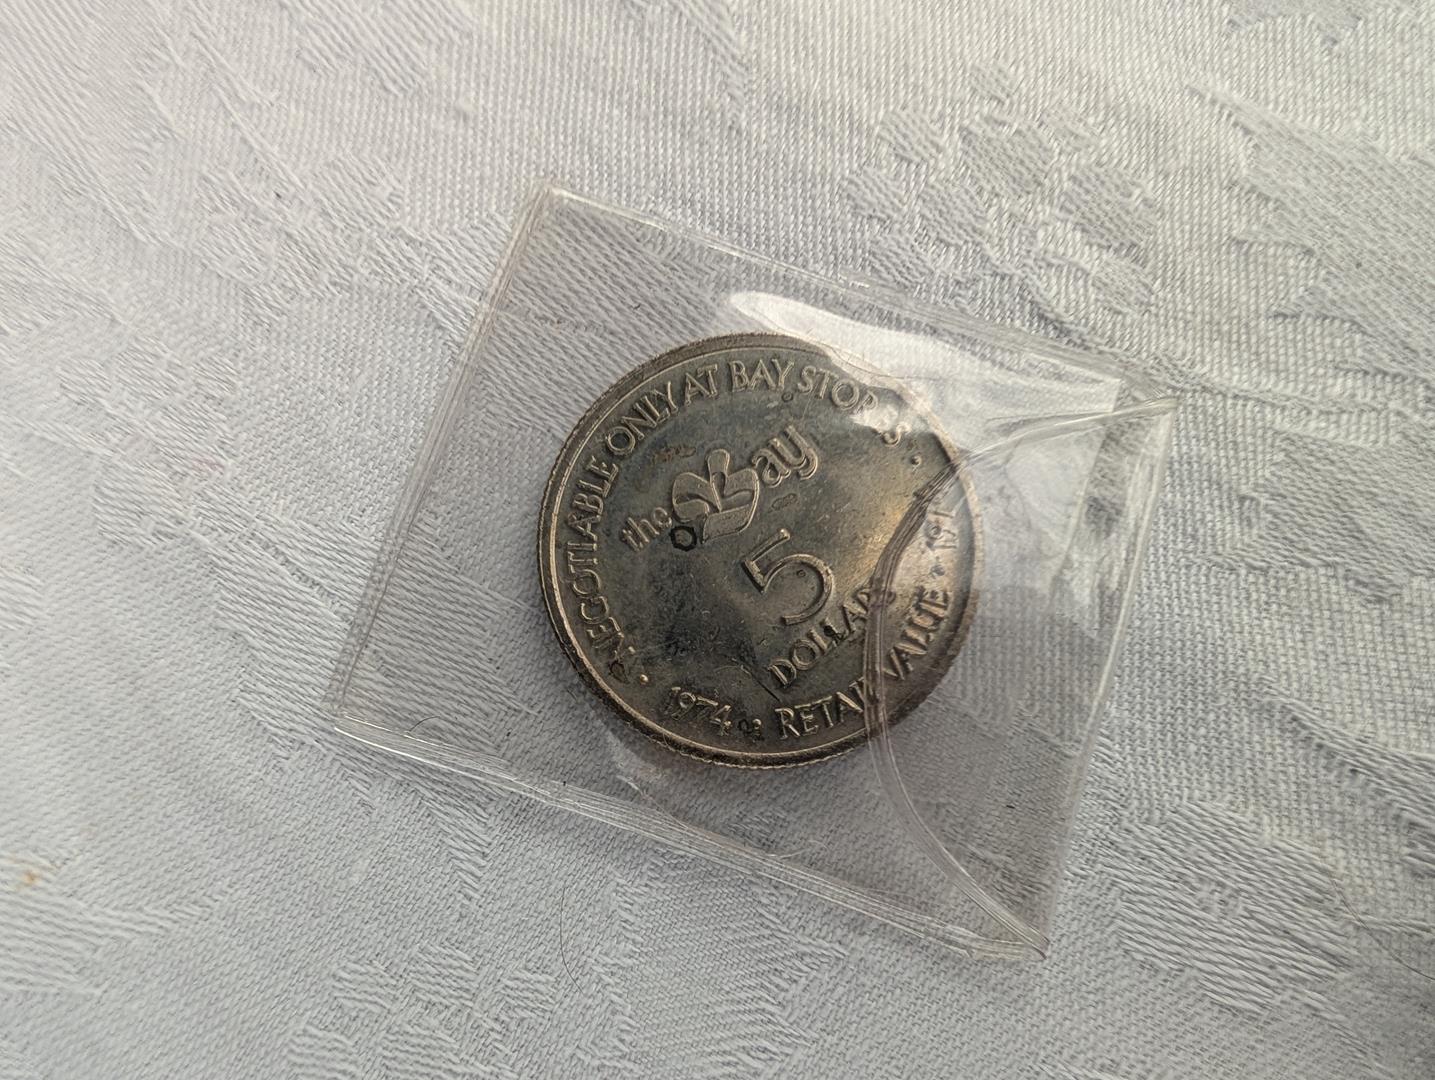 NEGOTIABLE ONLY AT BAY STORES
the Bay
5
DOLLARS
1974 RETAIL VALUE